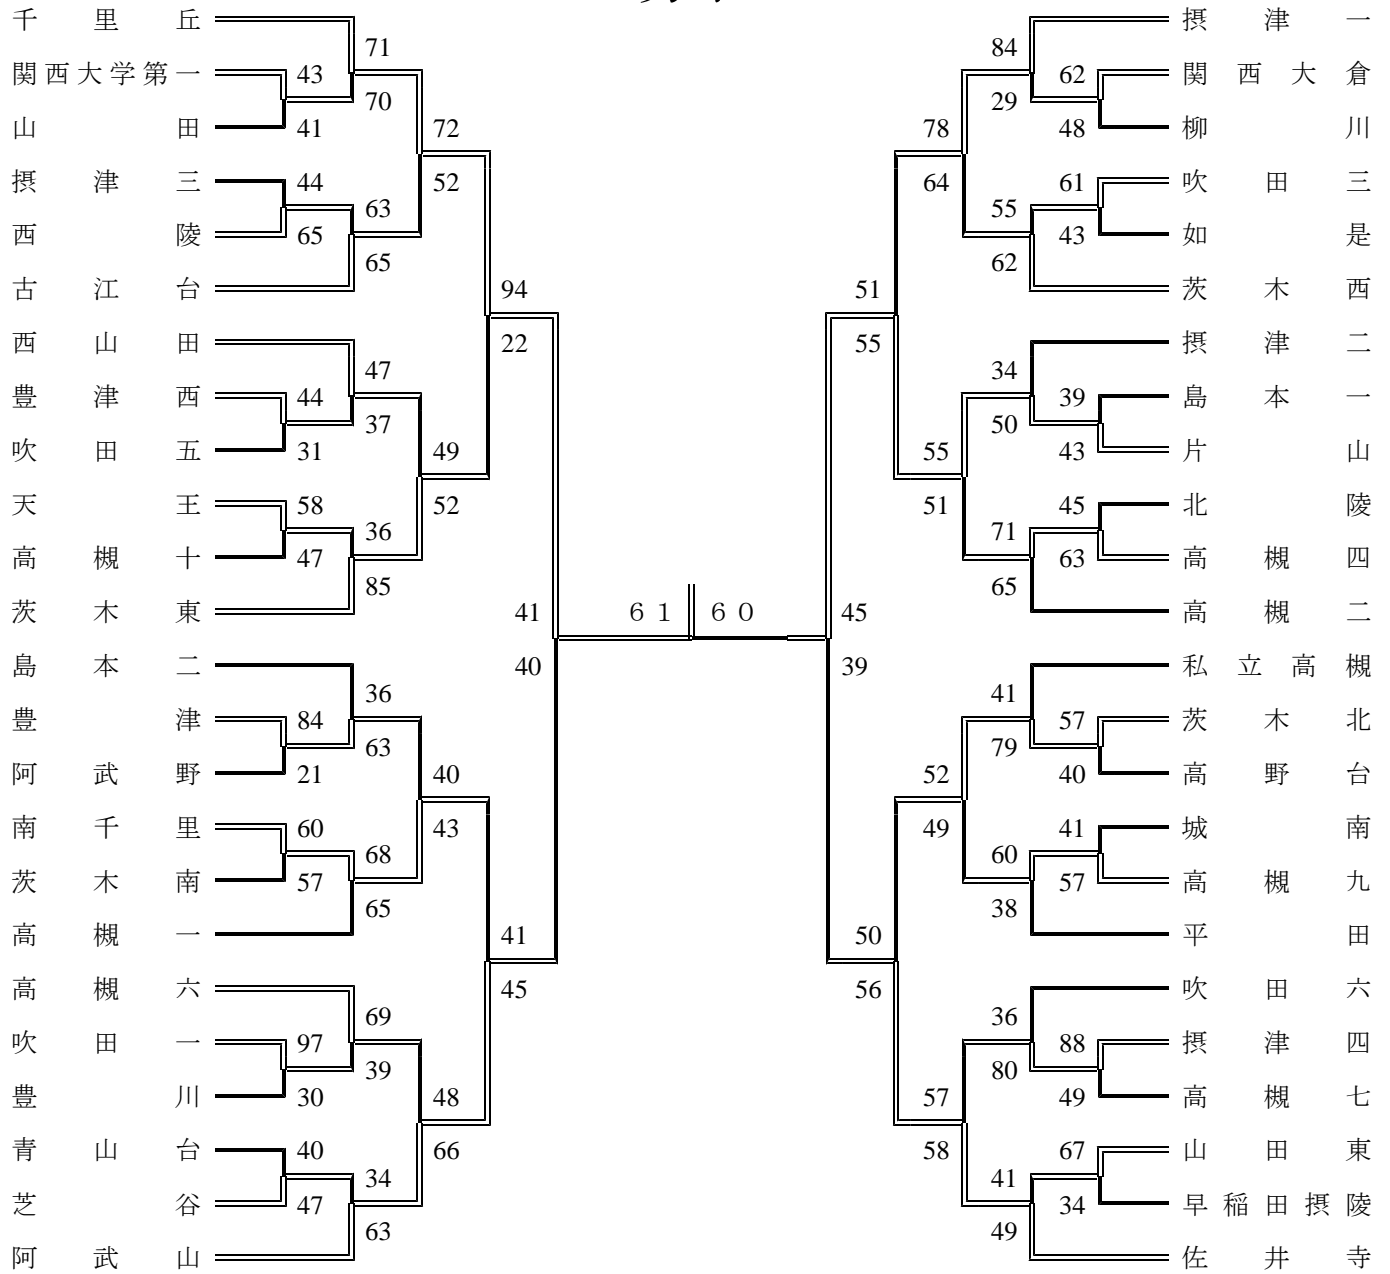 千里丘
71
関西大学第一
43
70
山田
41
72
摂津三
44
52
63
西陵
65
65
古江台
94
西山田
22
47
豊津西
44
37
吹田五
31
49
天王
58
52
36
高槻十
47
85
茨木東
41
61
60
島本二
40
36
豊津
84
63
阿武野
21
40
南千里
60
43
68
茨木南
57
65
高槻一
41
高槻六
45
69
吹田一
97
39
豊川
30
48
青山台
40
66
34
芝谷
47
63
阿武山
摂津一
84
62
関西大倉
29
78
48
柳川
64
61
吹田三
55
43
如是
62
51
茨木西
55
摂津二
34
39
島本一
50
55
43
片山
51
45
北陵
71
63
高槻四
65
45
高槻二
39
私立高槻
41
57
茨木北
79
52
40
高野台
49
41
城南
60
57
高槻九
38
50
平田
56
吹田六
36
88
摂津四
80
57
49
高槻七
58
67
山田東
41
34
早稲田摂陵
49
佐井寺